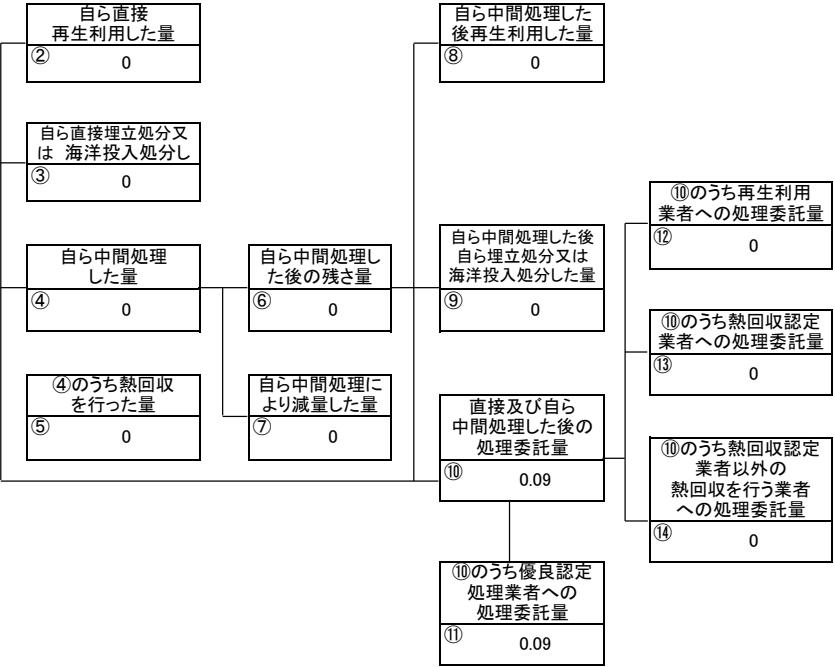 自ら直接
再生利用した量
②
0
自ら直接埋立処分又
は 海洋投入処分し
③
0
自ら中間処理
した量
④
0
④のうち熱回収
を行った量
⑤
0
自ら中間処理し
た後の残さ量
⑥
0
自ら中間処理に
より減量した量
⑦
0
自ら中間処理した
後再生利用した量
⑧
0
自ら中間処理した後
自ら埋立処分又は
海洋投入処分した量
⑨
0
直接及び自ら
中間処理した後の
処理委託量
⑩
0.09
⑩のうち優良認定
処理業者への
処理委託量
⑪
0.09
⑩のうち再生利用
業者への処理委託量
⑫
0
⑩のうち熱回収認定
業者への処理委託量
⑬
0
⑩のうち熱回収認定
業者以外の
熱回収を行う業者
への処理委託量
⑭
0